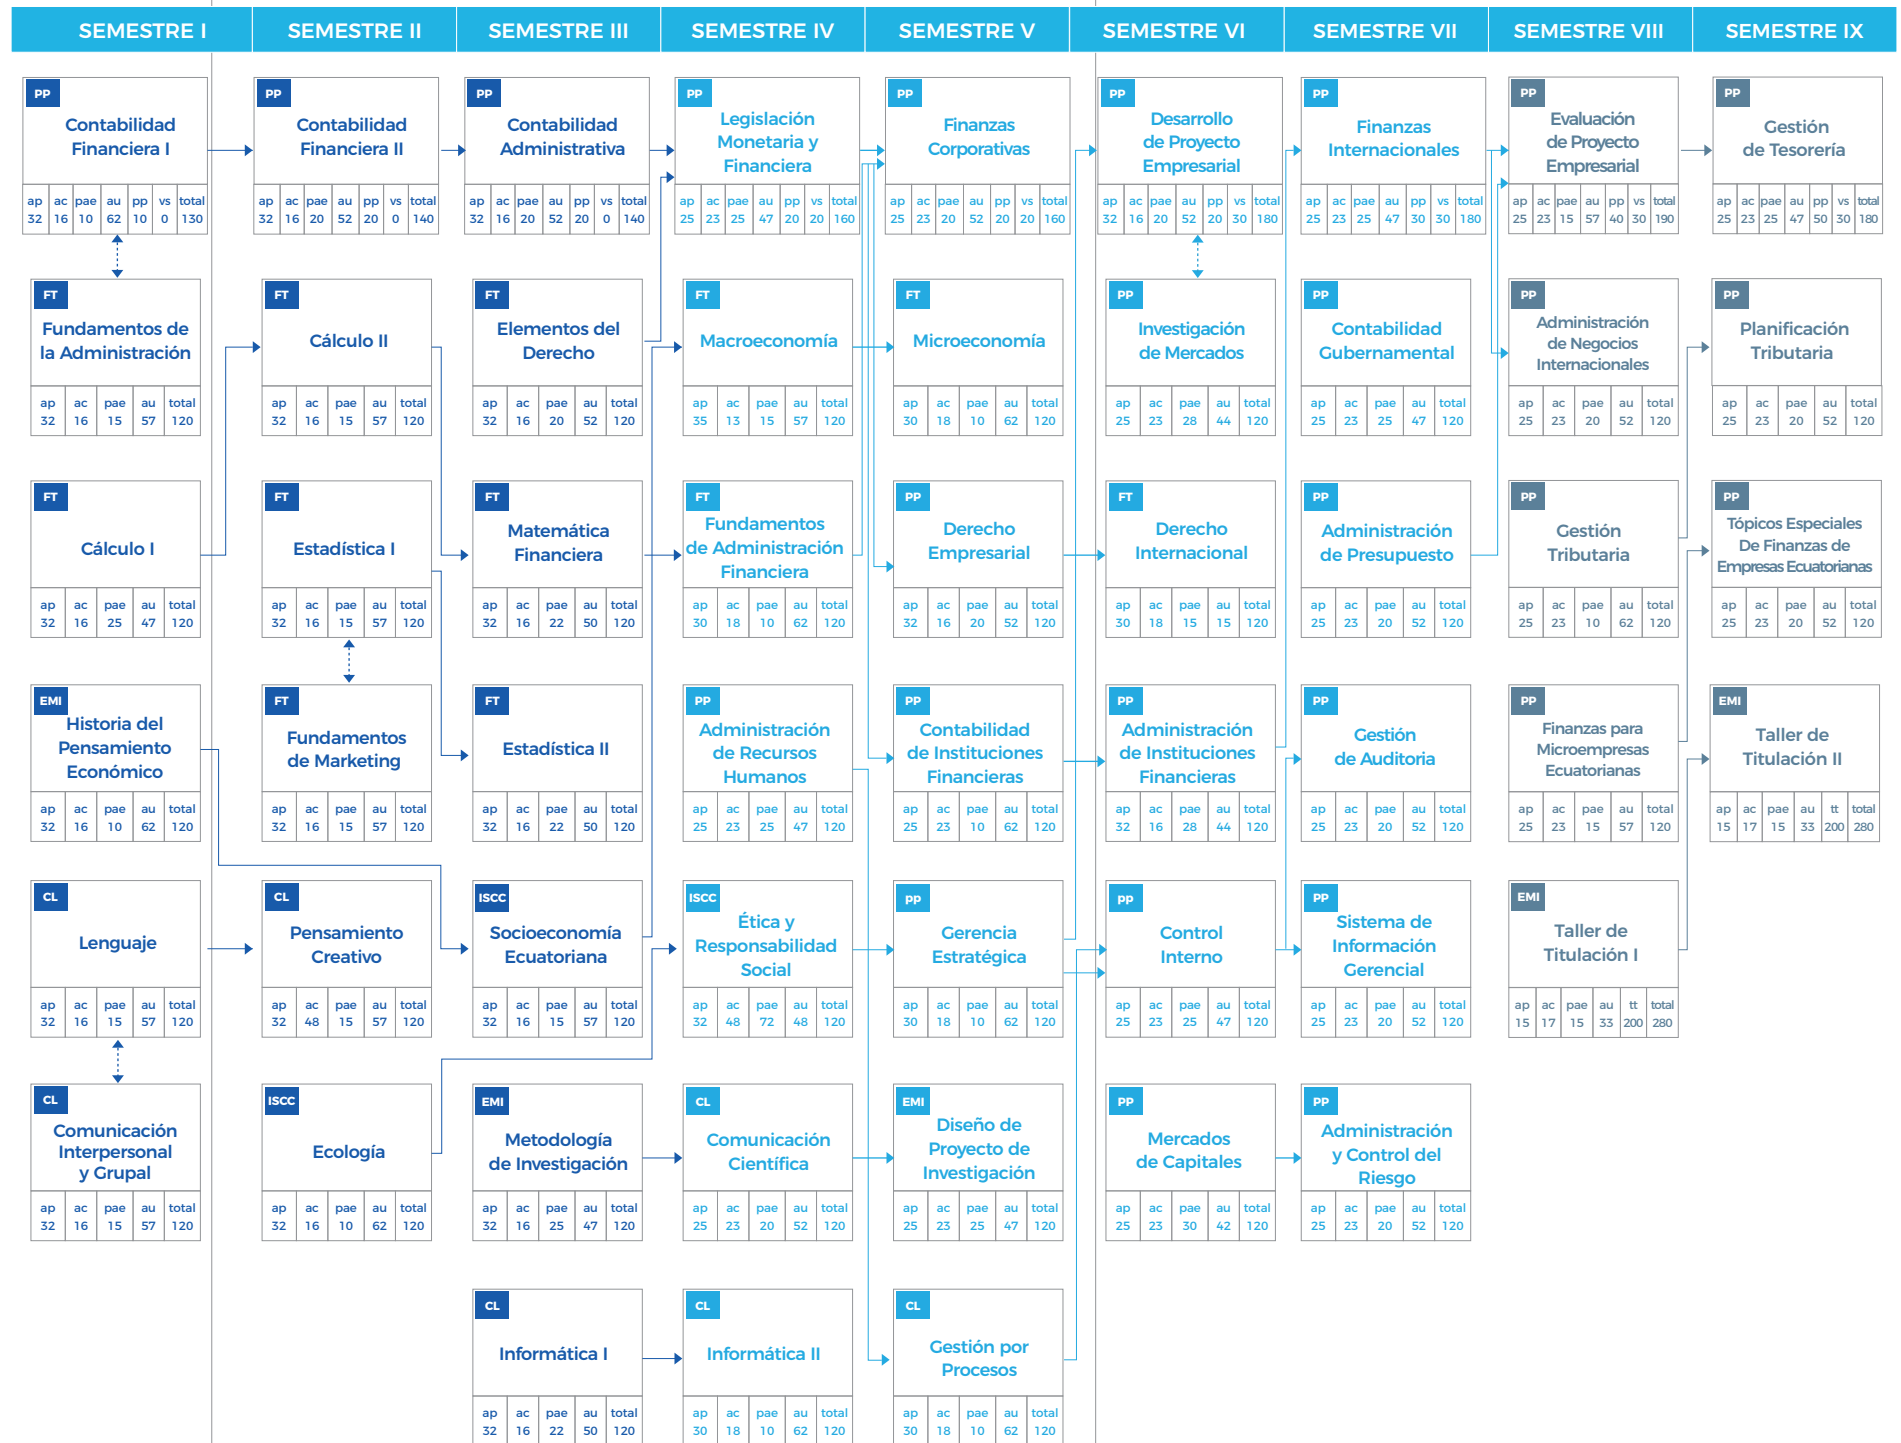 SEMESTRE I SEMESTRE II SEMESTRE III SEMESTRE IV SEMESTRE V SEMESTRE VI SEMESTRE VII SEMESTRE VIII SEMESTRE IX
PP
Contabilidad
Financiera I
ap ac pae au pp vs total
32 16 10 62 10 0 130
FT
Fundamentos de
la Administración
ap ac pae au total
32 16 15 57 120
FT
Cálculo I
ap ac pae au total
32 16 25 47 120
EMI
Historia del
Pensamiento
Económico
ap ac pae au total
32 16 10 62 120
CL
Lenguaje
ap ac pae au total
32 16 15 57 120
CL
Comunicación
Interpersonal
y Grupal
ap ac pae au total
32 16 15 57 120
PP
Contabilidad
Financiera II
ap ac pae au pp vs total
32 16 20 52 20 0 140
FT
Cálculo II
ap ac pae au total
32 16 15 57 120
FT
Estadística I
ap ac pae au total
32 16 15 57 120
FT
Fundamentos
de Marketing
ap ac pae au total
32 16 15 57 120
CL
Pensamiento
Creativo
ap ac pae au total
32 48 15 57 120
ISCC
Ecología
ap ac pae au total
32 16 10 62 120
PP
Contabilidad
Administrativa
ap ac pae au pp vs total
32 16 20 52 20 0 140
FT
Elementos del
Derecho
ap ac pae au total
32 16 20 52 120
FT
Matemática
Financiera
ap ac pae au total
32 16 22 50 120
FT
Estadística II
ap ac pae au total
32 16 22 50 120
ISCC
Socioeconomía
Ecuatoriana
ap ac pae au total
32 16 15 57 120
EMI
Metodología
de Investigación
ap ac pae au total
32 16 25 47 120
CL
Informática I
ap ac pae au total
32 16 22 50 120
PP
Legislación
Monetaria y
Financiera
ap ac pae au pp vs total
25 23 25 47 20 20 160
FT
Macroeconomía
ap ac pae au total
35 13 15 57 120
FT
Fundamentos
de Administración
Financiera
ap ac pae au total
30 18 10 62 120
PP
Administración
de Recursos
Humanos
ap ac pae au total
25 23 25 47 120
ISCC
Ética y
Responsabilidad
Social
ap ac pae au total
32 48 72 48 120
CL
Comunicación
Científica
ap ac pae au total
25 23 20 52 120
CL
Informática II
ap ac pae au total
30 18 10 62 120
PP
Finanzas
Corporativas
ap ac pae au pp vs total
25 23 20 52 20 20 160
FT
Microeconomía
ap ac pae au total
30 18 10 62 120
PP
Derecho
Empresarial
ap ac pae au total
32 16 20 52 120
PP
Contabilidad
de Instituciones
Financieras
ap ac pae au total
25 23 10 62 120
pp
Gerencia
Estratégica
ap ac pae au total
30 18 10 62 120
EMI
Diseño de
Proyecto de
Investigación
ap ac pae au total
25 23 25 47 120
CL
Gestión por
Procesos
ap ac pae au total
30 18 10 62 120
PP
Desarrollo
de Proyecto
Empresarial
ap ac pae au pp vs total
32 16 20 52 20 30 180
PP
Investigación
de Mercados
ap ac pae au total
25 23 28 44 120
FT
Derecho
Internacional
ap ac pae au total
30 18 15 15 120
PP
Administración
de Instituciones
Financieras
ap ac pae au total
32 16 28 44 120
pp
Control
Interno
ap ac pae au total
25 23 25 47 120
PP
Mercados
de Capitales
ap ac pae au total
25 23 30 42 120
PP
Finanzas
Internacionales
ap ac pae au pp vs total
25 23 25 47 30 30 180
PP
Contabilidad
Gubernamental
ap ac pae au total
25 23 25 47 120
PP
Administración
de Presupuesto
ap ac pae au total
25 23 20 52 120
PP
Gestión
de Auditoria
ap ac pae au total
25 23 20 52 120
PP
Sistema de
Información
Gerencial
ap ac pae au total
25 23 20 52 120
PP
Administración
y Control del
Riesgo
ap ac pae au total
25 23 20 52 120
PP
Evaluación
de Proyecto
Empresarial
ap ac pae au pp vs total
25 23 15 57 40 30 190
PP
Administración
de Negocios
Internacionales
ap ac pae au total
25 23 20 52 120
PP
Gestión
Tributaria
ap ac pae au total
25 23 10 62 120
PP
Finanzas para
Microempresas
Ecuatorianas
ap ac pae au total
25 23 15 57 120
EMI
Taller de
Titulación I
ap ac pae au tt total
15 17 15 33 200 280
PP
Gestión
de Tesorería
ap ac pae au pp vs total
25 23 25 47 50 30 180
PP
Planificación
Tributaria
ap ac pae au total
25 23 20 52 120
PP
Tópicos Especiales
De Finanzas de
Empresas Ecuatorianas
ap ac pae au total
25 23 20 52 120
EMI
Taller de
Titulación II
ap ac pae au tt total
15 17 15 33 200 280